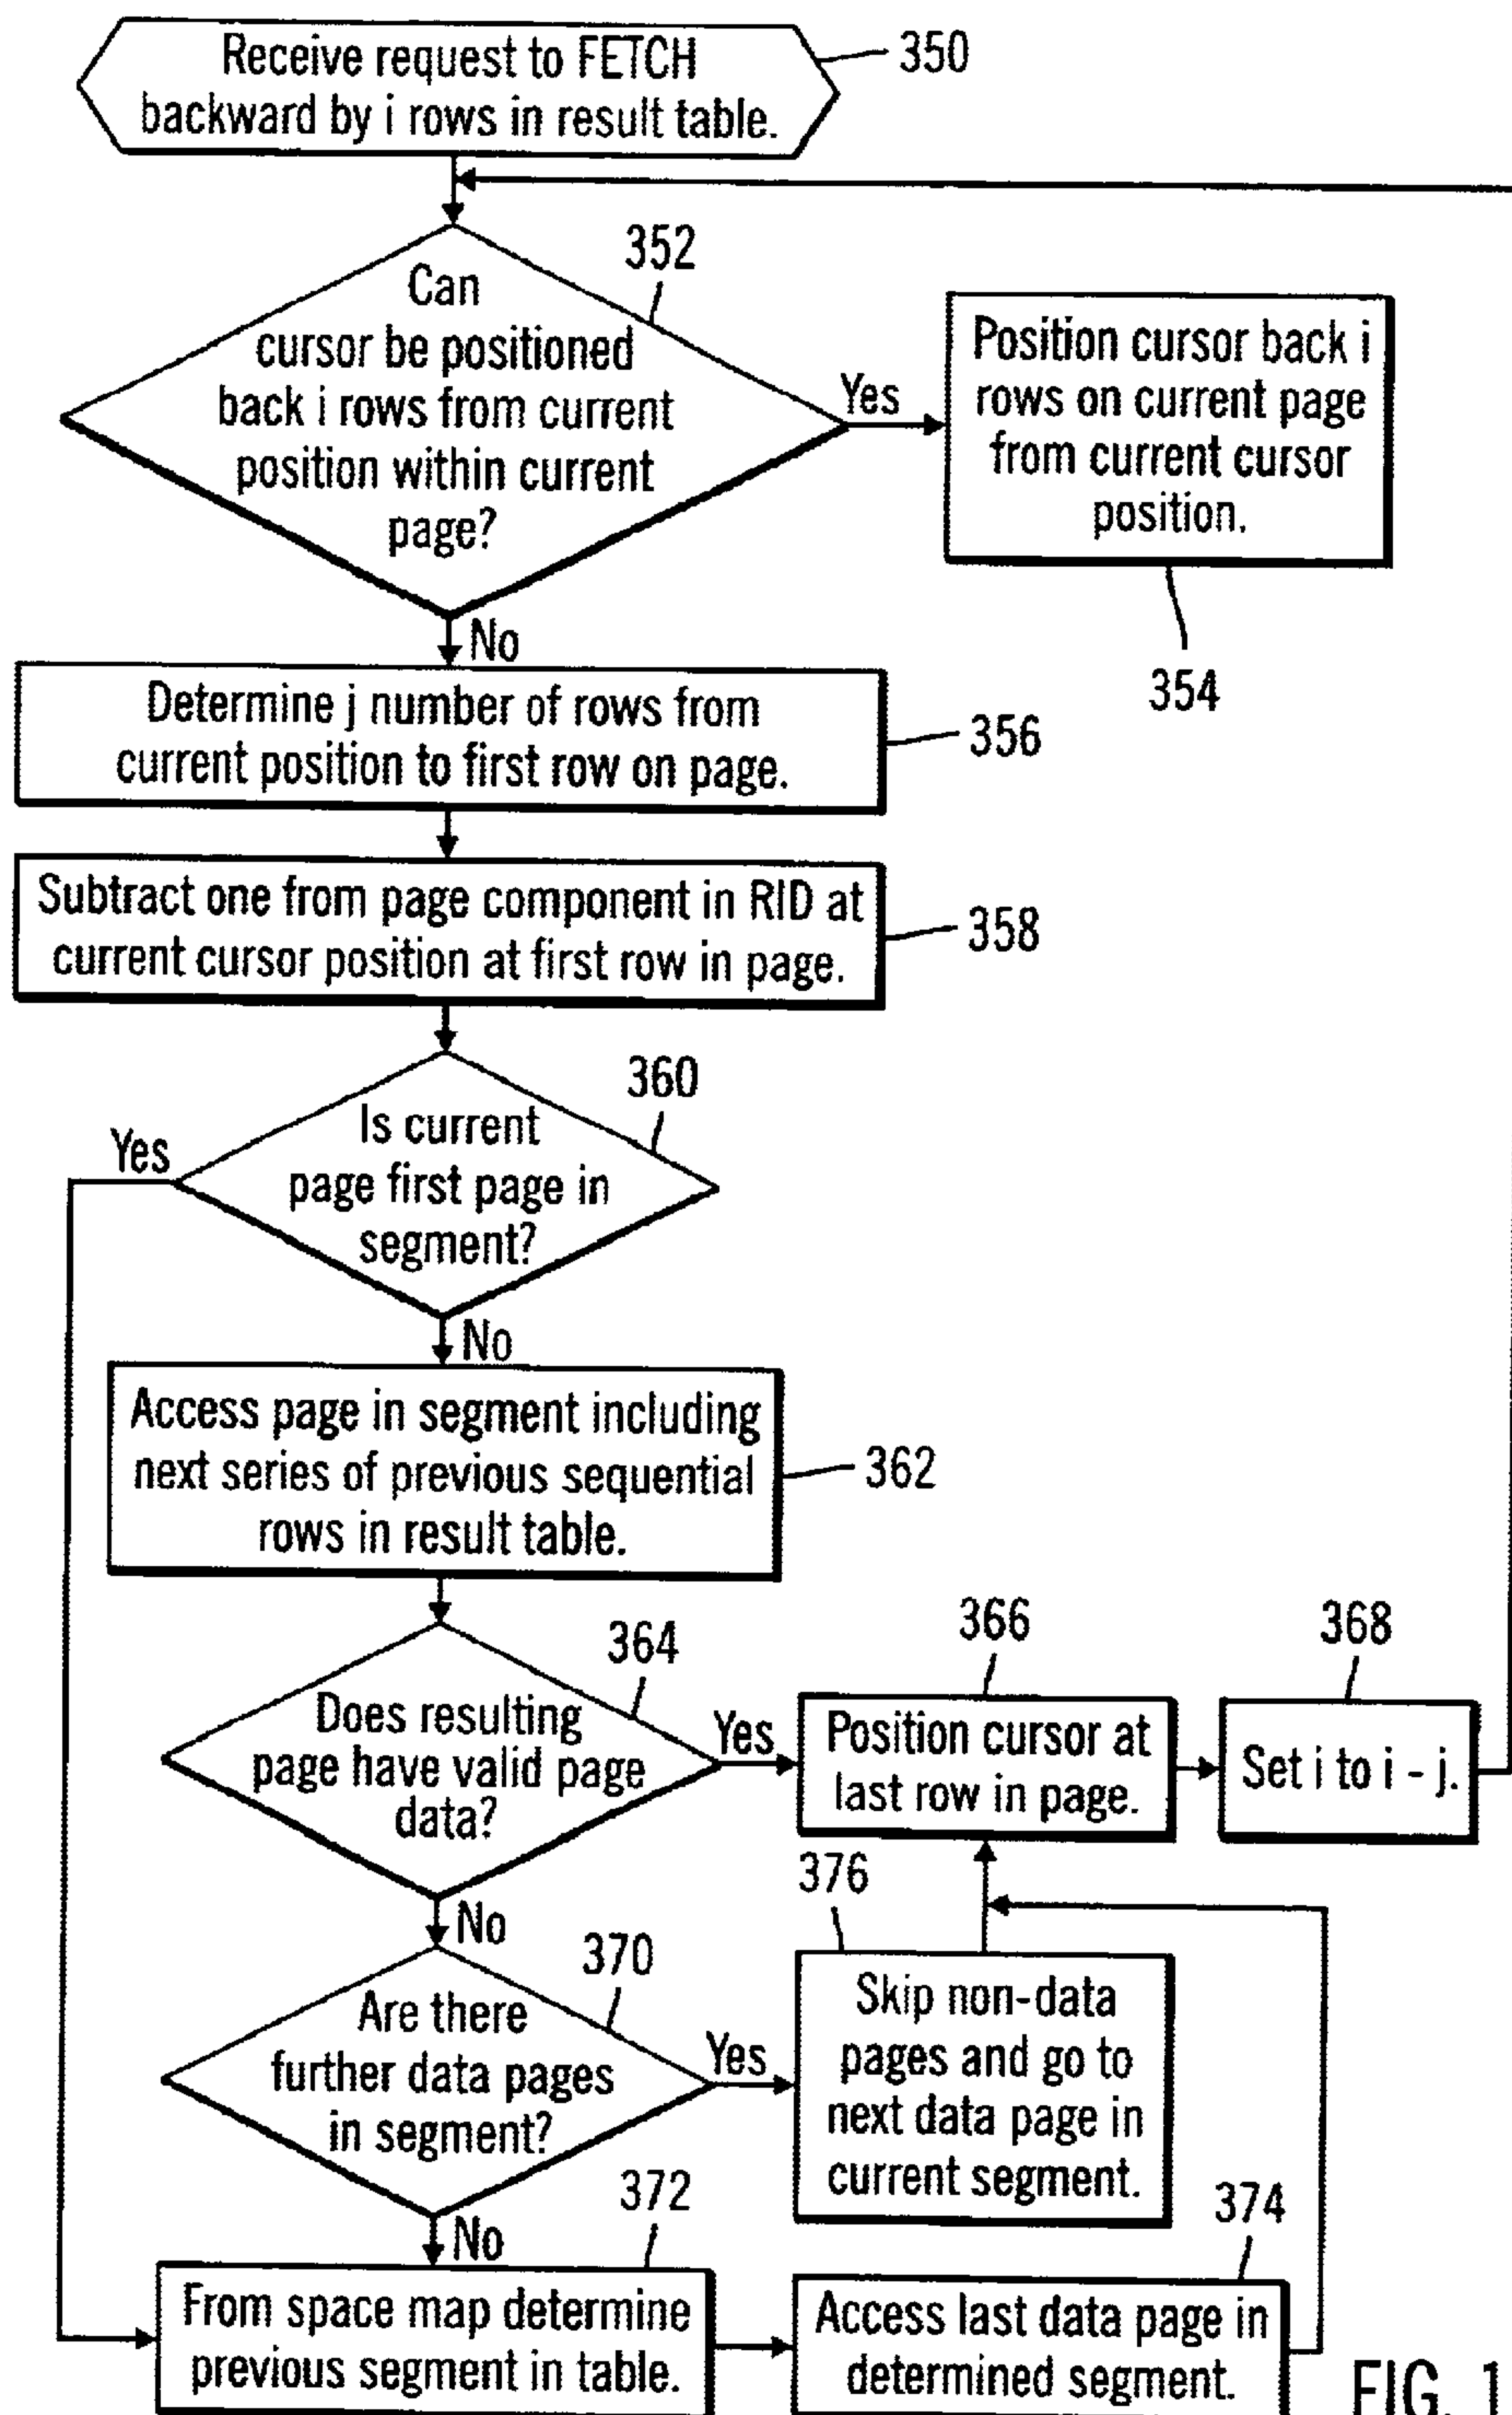 Receive request to FETCH
backward by i rows in result table.
350
352
Can
cursor be positioned
back i rows from current
position within current
page?
Yes
Position cursor back i
rows on current page
from current cursor
position.
354
No
Determine j number of rows from
current position to first row on page.
356
Subtract one from page component in RID at
current cursor position at first row in page.
358
360
Is current
page first page in
segment?
Yes
No
Access page in segment including
next series of previous sequential
rows in result table.
362
364
Does resulting
page have valid page
data?
Yes
366
Position cursor at
last row in page.
368
Set i to i - j.
No
370
Are there
further data pages
in segment?
Yes
376
Skip non-data
pages and go to
next data page in
current segment.
No
372
From space map determine
previous segment in table.
374
Access last data page in
determined segment.
FIG. 1